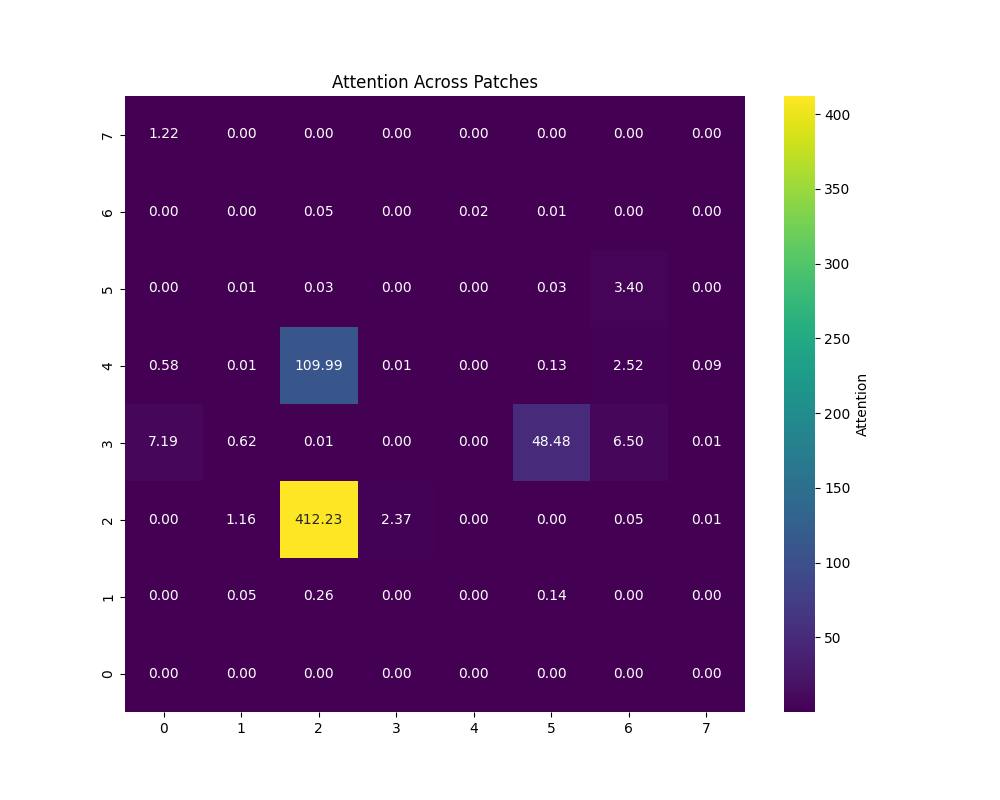 Attention Across Patches
7 1.22 0.00 0.00 0.00 0.00 0.00 0.00 0.00
6 0.00 0.00 0.05 0.00 0.02 0.01 0.00 0.00
5 0.00 0.01 0.03 0.00 0.00 0.03 3.40 0.00
4 0.58 0.01 109.99 0.01 0.00 0.13 2.52 0.09
3 7.19 0.62 0.01 0.00 0.00 48.48 6.50 0.01
2 0.00 1.16 412.23 2.37 0.00 0.00 0.05 0.01
1 0.00 0.05 0.26 0.00 0.00 0.14 0.00 0.00
0 0.00 0.00 0.00 0.00 0.00 0.00 0.00 0.00
0 1 2 3 4 5 6 7
400
350
300
250
200
150
100
50
Attention